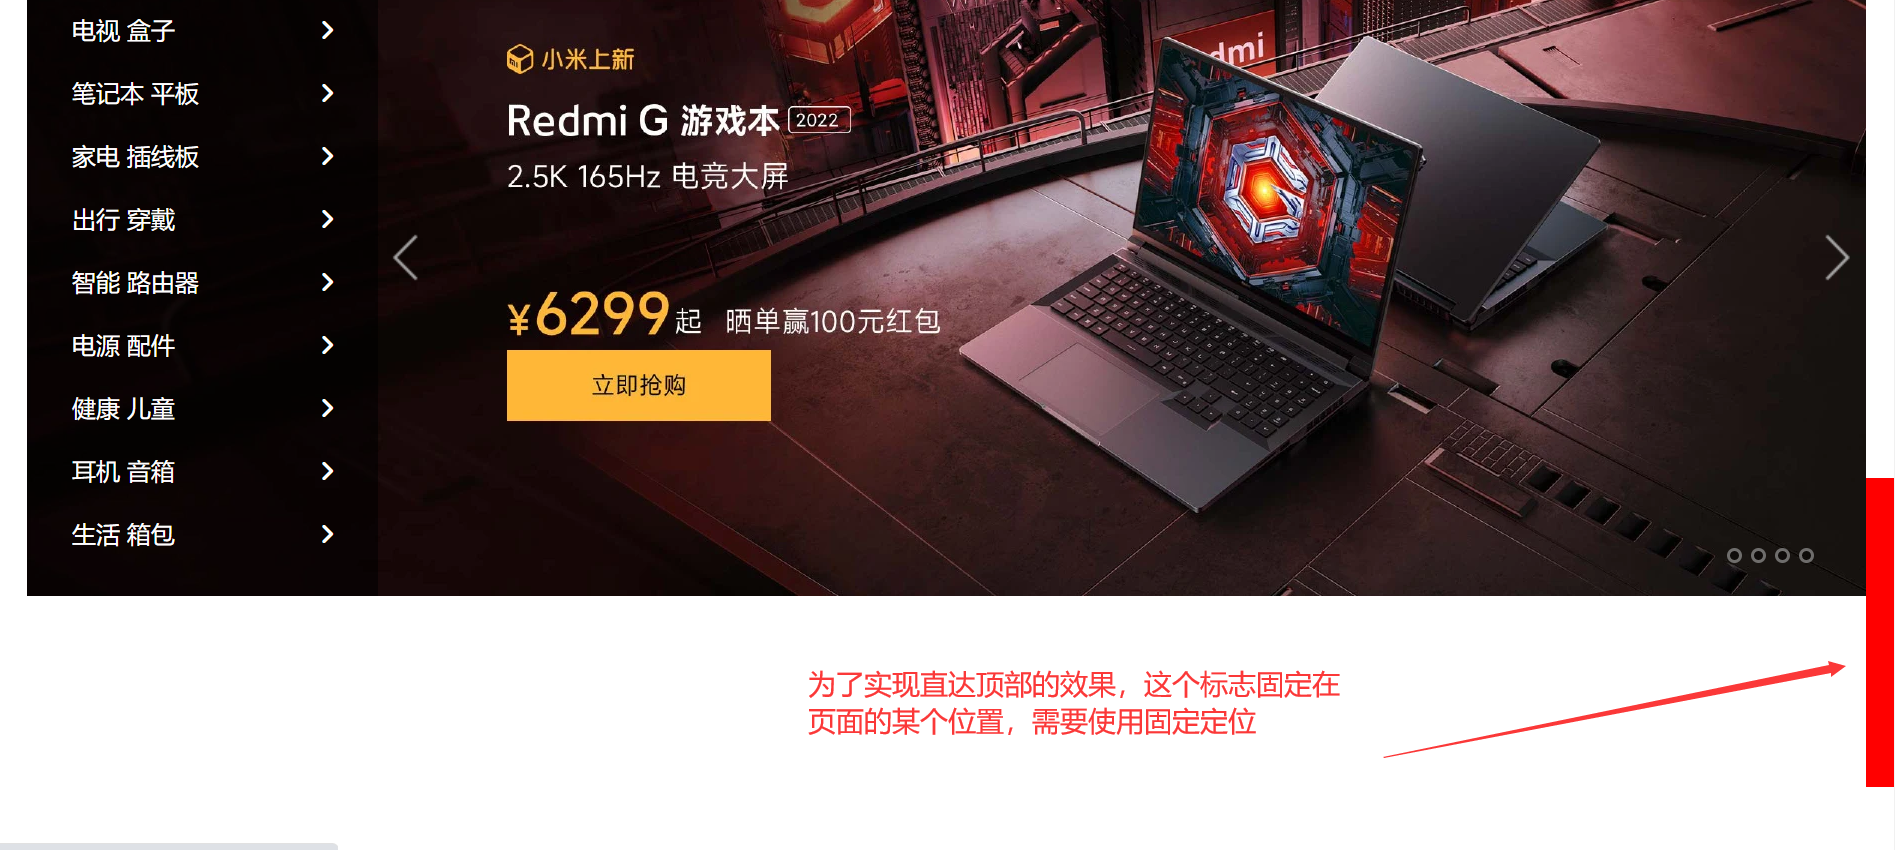 电视 盒子
笔记本 平板
家电 插线板
出行 穿戴
智能 路由器
电源 配件
健康 儿童
耳机 音箱
生活 箱包
小米上新
Redmi G 游戏本 2022
2.5K 165Hz 电竞大屏
¥6299起 晒单赢100元红包
立即抢购
dmi
为了实现直达顶部的效果，这个标志固定在
页面的某个位置，需要使用固定定位